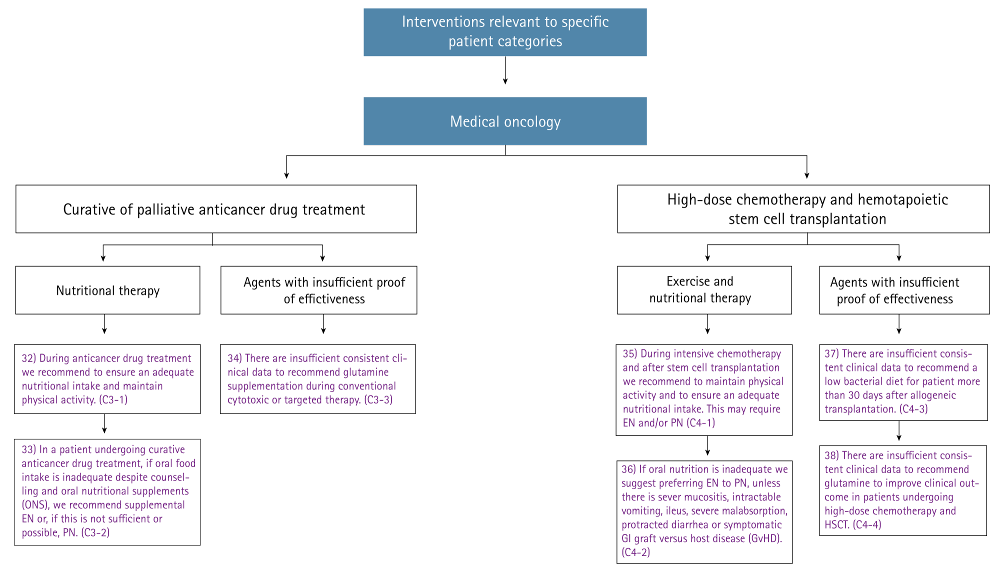 Interventions relevant to specific
patient categories
Medical oncology
Curative of palliative anticancer drug treatment
High-dose chemotherapy and hemotapoietic
stem cell transplantation
Nutritional therapy
Agents with insufficient proof
of effictiveness
Exercise and
nutritional therapy
Agents with insufficient
proof of effectiveness
32) During anticancer drug treatment
we recommend to ensure an adequate
nutritional intake and maintain
physical activity. (C3-1)
34) There are insufficient consistent cli-
nical data to recommend glutamine
supplementation during conventional
cytotoxic or targeted therapy. (C3-3)
35) During intensive chemotherapy
and after stem cell transplantation
we recommend to maintain physical
activity and to ensure an adequate
nutritional intake. This may require
EN and/or PN (C4-1)
37) There are insufficient consis-
tent clinical data to recommend a
low bacterial diet for patient more
than 30 days after allogeneic
transplantation. (C4-3)
33) In a patient undergoing curative
anticancer drug treatment, if oral food
intake is inadequate despite counsel-
ling and oral nutritional supplements
(ONS), we recommend supplemental
EN or, if this is not sufficient or
possible, PN. (C3-2)
36) If oral nutrition is inadequate we
suggest preferring EN to PN, unless
there is sever mucositis, intractable
vomiting, ileus, severe malabsorption,
protracted diarrhea or symptomatic
GI graft versus host disease (GvHD).
(C4-2)
38) There are insufficient consis-
tent clinical data to recommend
glutamine to improve clinical out-
come in patients undergoing
high-dose chemotherapy and
HSCT. (C4-4)